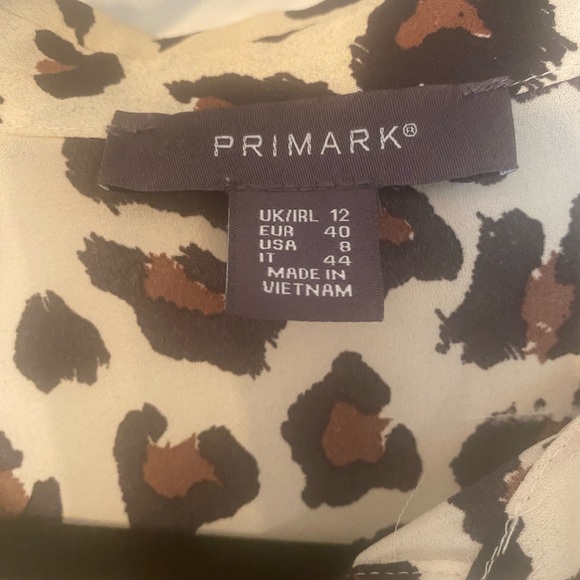 PRIMARK®
UK/IRL 12
EUR 40
USA 8
IT 44
MADE IN
VIETNAM